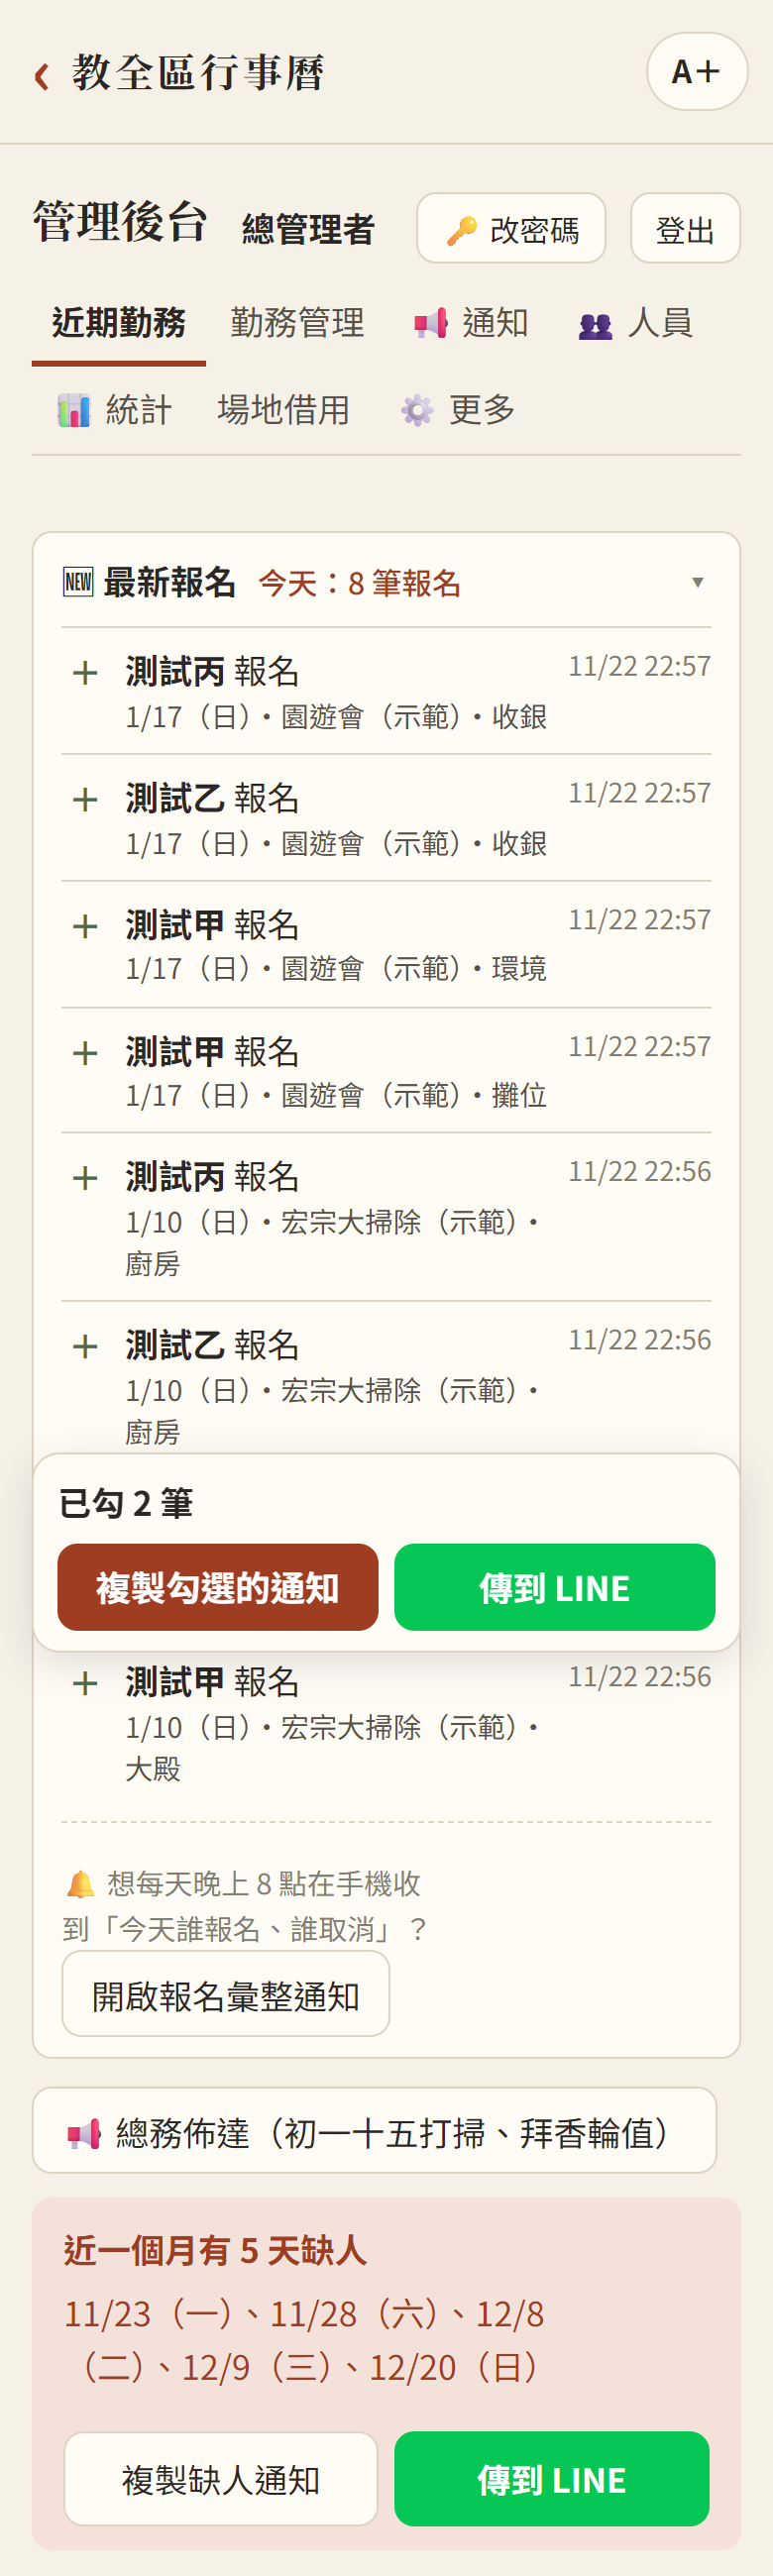 ‹ 教全區行事曆 A+
管理後台 總管理者 🔑 改密碼 登出
近期勤務 勤務管理 📢 通知 👥 人員
📊 統計 場地借用 ⚙️ 更多
🆕 最新報名 今天：8 筆報名 ▼
＋ 測試丙 報名 11/22 22:57
1/17（日）・園遊會（示範）・收銀
＋ 測試乙 報名 11/22 22:57
1/17（日）・園遊會（示範）・收銀
＋ 測試甲 報名 11/22 22:57
1/17（日）・園遊會（示範）・環境
＋ 測試甲 報名 11/22 22:57
1/17（日）・園遊會（示範）・攤位
＋ 測試丙 報名 11/22 22:56
1/10（日）・宏宗大掃除（示範）・
廚房
＋ 測試乙 報名 11/22 22:56
1/10（日）・宏宗大掃除（示範）・
廚房
已勾 2 筆
複製勾選的通知 傳到 LINE
＋ 測試甲 報名 11/22 22:56
1/10（日）・宏宗大掃除（示範）・
大殿
🔔 想每天晚上 8 點在手機收
到「今天誰報名、誰取消」？
開啟報名彙整通知
📢 總務佈達（初一十五打掃、拜香輪值）
近一個月有 5 天缺人
11/23（一）、11/28（六）、12/8
（二）、12/9（三）、12/20（日）
複製缺人通知 傳到 LINE